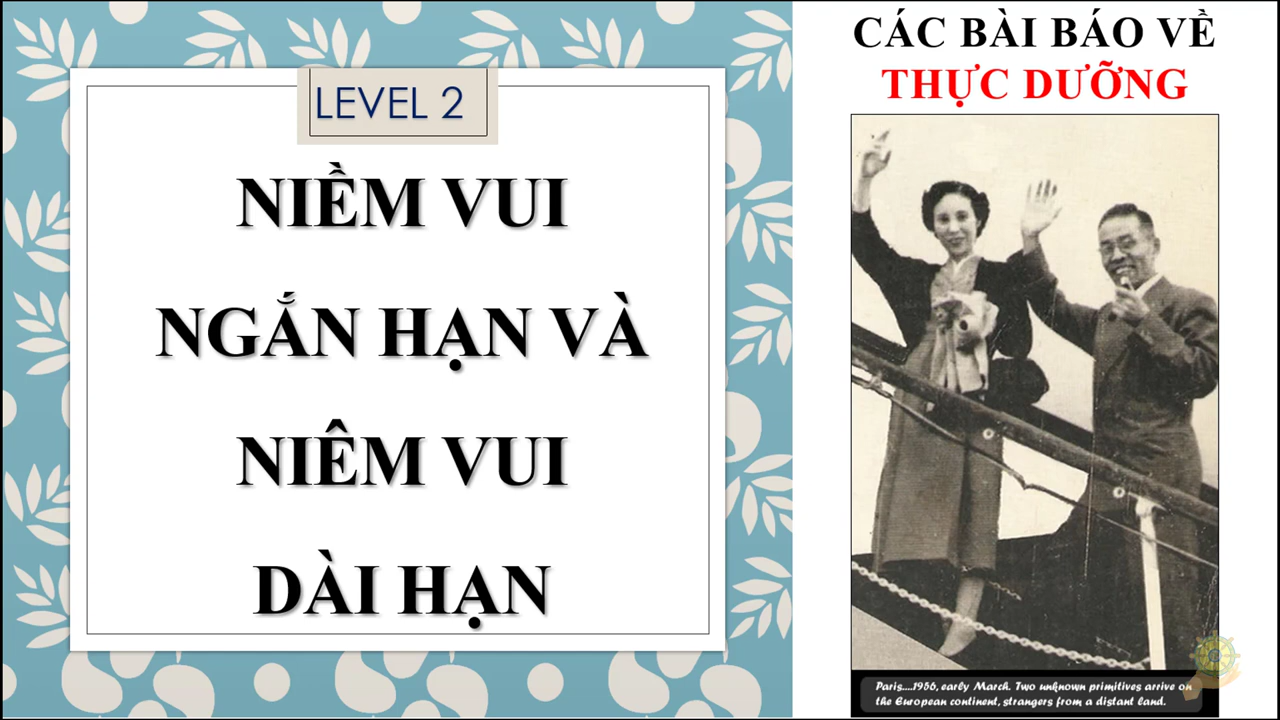 LEVEL 2
NIỀM VUI
NGẮN HẠN VÀ
NIÊM VUI
DÀI HẠN
CÁC BÀI BÁO VỀ
THỰC DƯỠNG
Paris....1956, early March. Two unknown primitives arrive on
the European continent, strangers from a distant land.